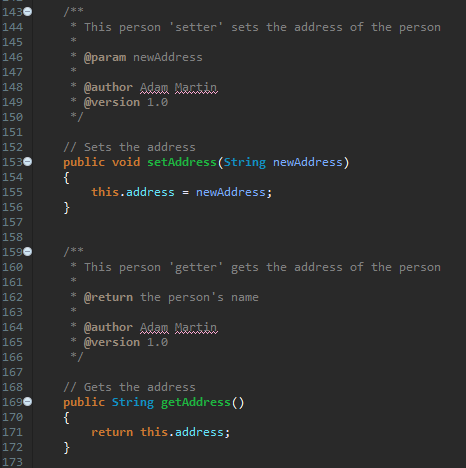 143 /**
144 * This person 'setter' sets the address of the person
145 *
146 * @param newAddress
147 *
148 * @author Adam Martin
149 * @version 1.0
150 */
151
152 // Sets the address
153 public void setAddress(String newAddress)
154 {
155 this.address = newAddress;
156 }
157
158
159 /**
160 * This person 'getter' gets the address of the person
161 *
162 * @return the person's name
163 *
164 * @author Adam Martin
165 * @version 1.0
166 */
167
168 // Gets the address
169 public String getAddress()
170 {
171 return this.address;
172 }
173